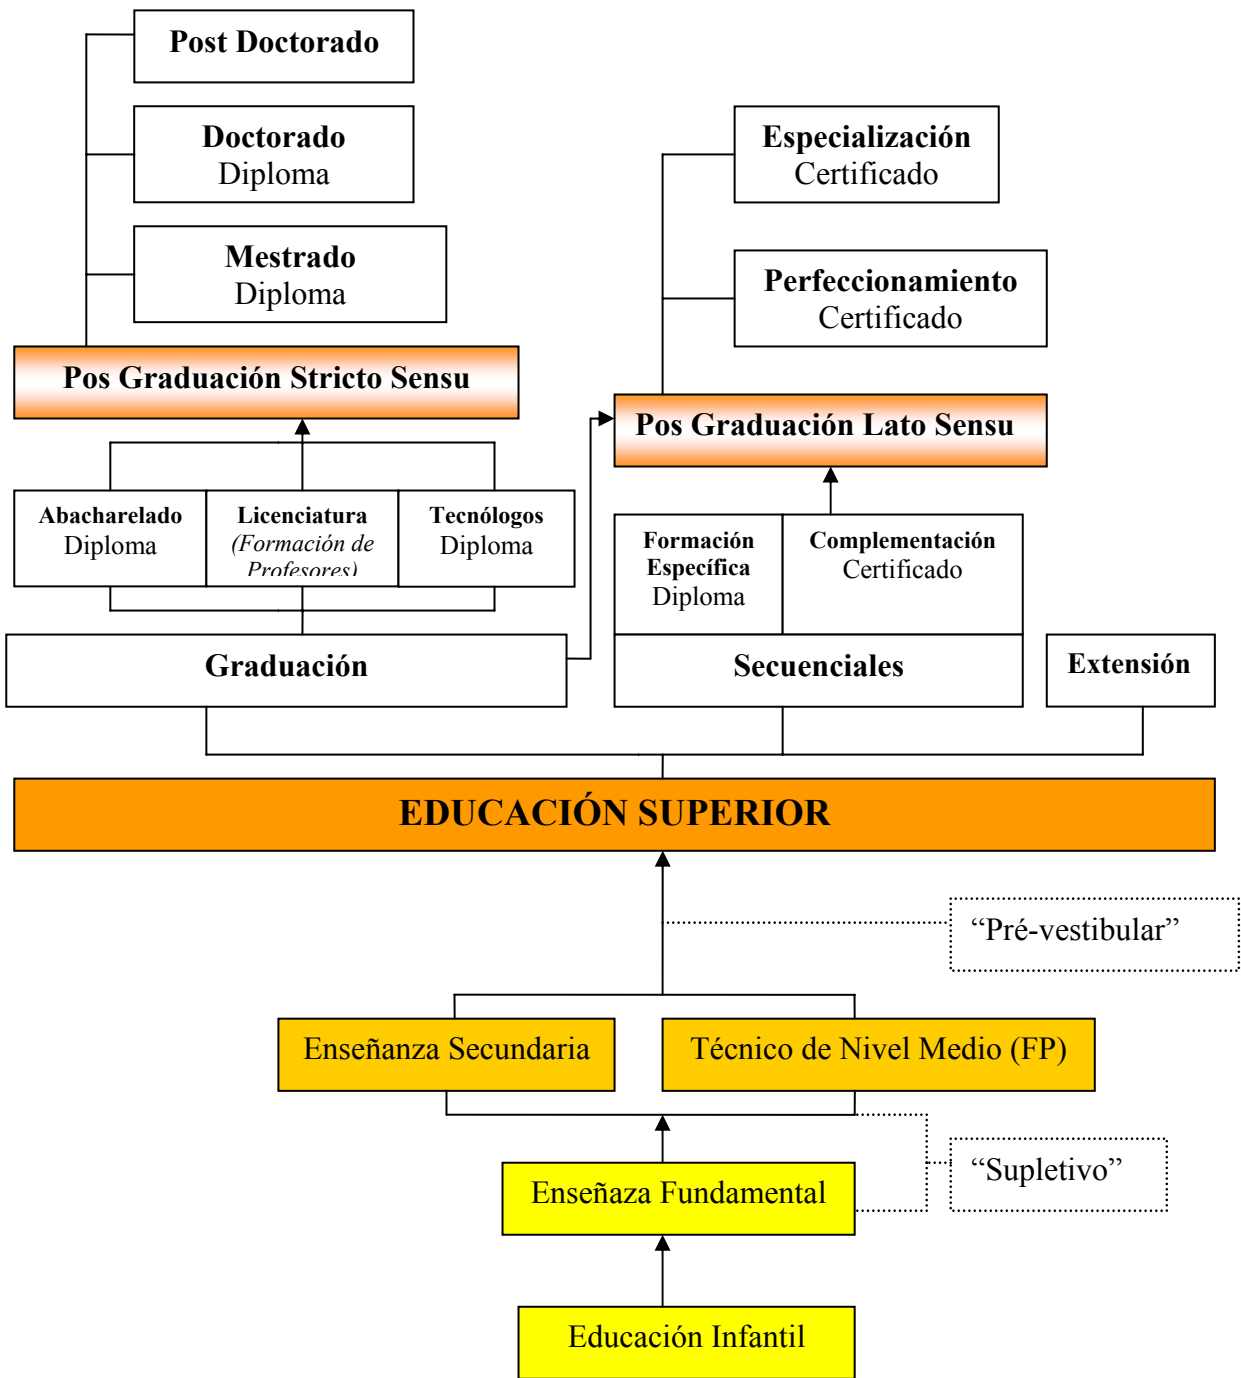 Post Doctorado
Doctorado
Diploma
Mestrado
Diploma
Especialización
Certificado
Perfeccionamiento
Certificado
Pos Graduación Stricto Sensu
Pos Graduación Lato Sensu
Abacharelado
Diploma
Licenciatura
(Formación de
Profesores)
Tecnólogos
Diploma
Formación
Específica
Diploma
Complementación
Certificado
Graduación
Secuenciales
Extensión
EDUCACIÓN SUPERIOR
“Pré-vestibular”
Enseñanza Secundaria
Técnico de Nivel Medio (FP)
“Supletivo”
Enseñaza Fundamental
Educación Infantil